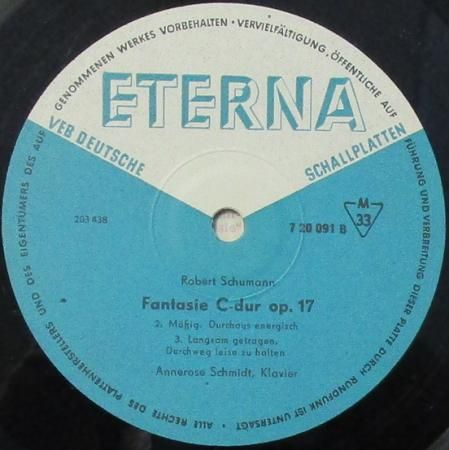 ALLE RECHTE DES PLATTENHERSTELLERS UND DES EIGENTÜMERS DES AUF GENOMMENEN WERKES VORBEHALTEN · VERVIELFÄLTIGUNG, ÖFFENTLICHE AUF FÜHRUNG UND VERBREITUNG DIESER PLATTE DURCH RUNDFUNK IST UNTERSAGT ·
ETERNA
VEB DEUTSCHE
SCHALLPLATTEN
203 438
7 20 091 B
M
33
Robert Schumann
Fantasie C-dur op. 17
2. Mäßig. Durchaus energisch
3. Langsam getragen.
Durchweg leise zu halten
Annerose Schmidt, Klavier